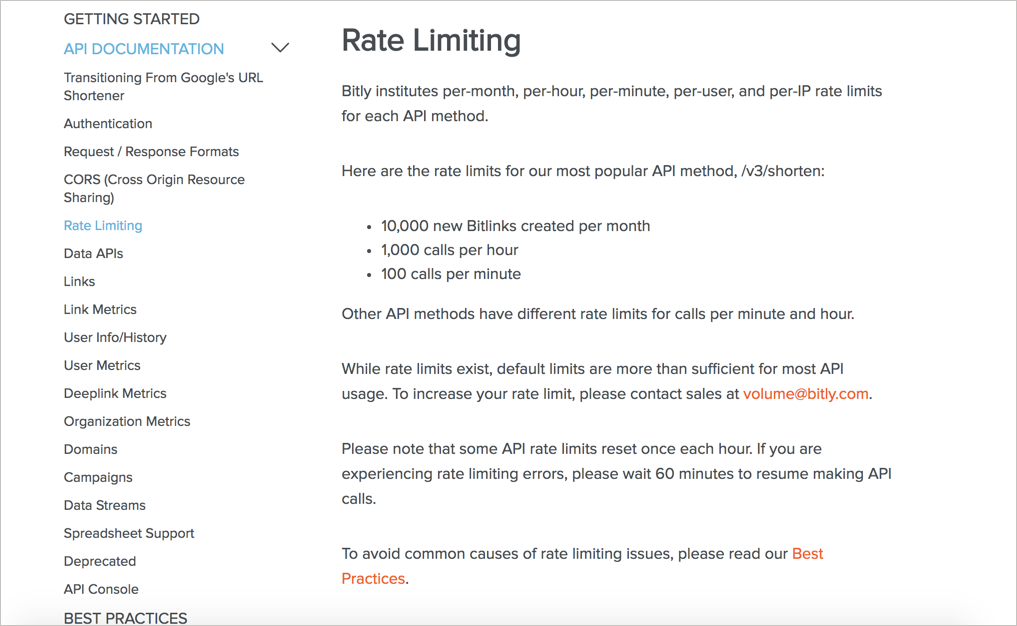 GETTING STARTED
API DOCUMENTATION
Transitioning From Google's URL
Shortener
Authentication
Request / Response Formats
CORS (Cross Origin Resource
Sharing)
Rate Limiting
Data APIs
Links
Link Metrics
User Info/History
User Metrics
Deeplink Metrics
Organization Metrics
Domains
Campaigns
Data Streams
Spreadsheet Support
Deprecated
API Console
BEST PRACTICES
Rate Limiting
Bitly institutes per-month, per-hour, per-minute, per-user, and per-IP rate limits
for each API method.
Here are the rate limits for our most popular API method, /v3/shorten:
• 10,000 new Bitlinks created per month
• 1,000 calls per hour
• 100 calls per minute
Other API methods have different rate limits for calls per minute and hour.
While rate limits exist, default limits are more than sufficient for most API
usage. To increase your rate limit, please contact sales at volume@bitly.com.
Please note that some API rate limits reset once each hour. If you are
experiencing rate limiting errors, please wait 60 minutes to resume making API
calls.
To avoid common causes of rate limiting issues, please read our Best
Practices.